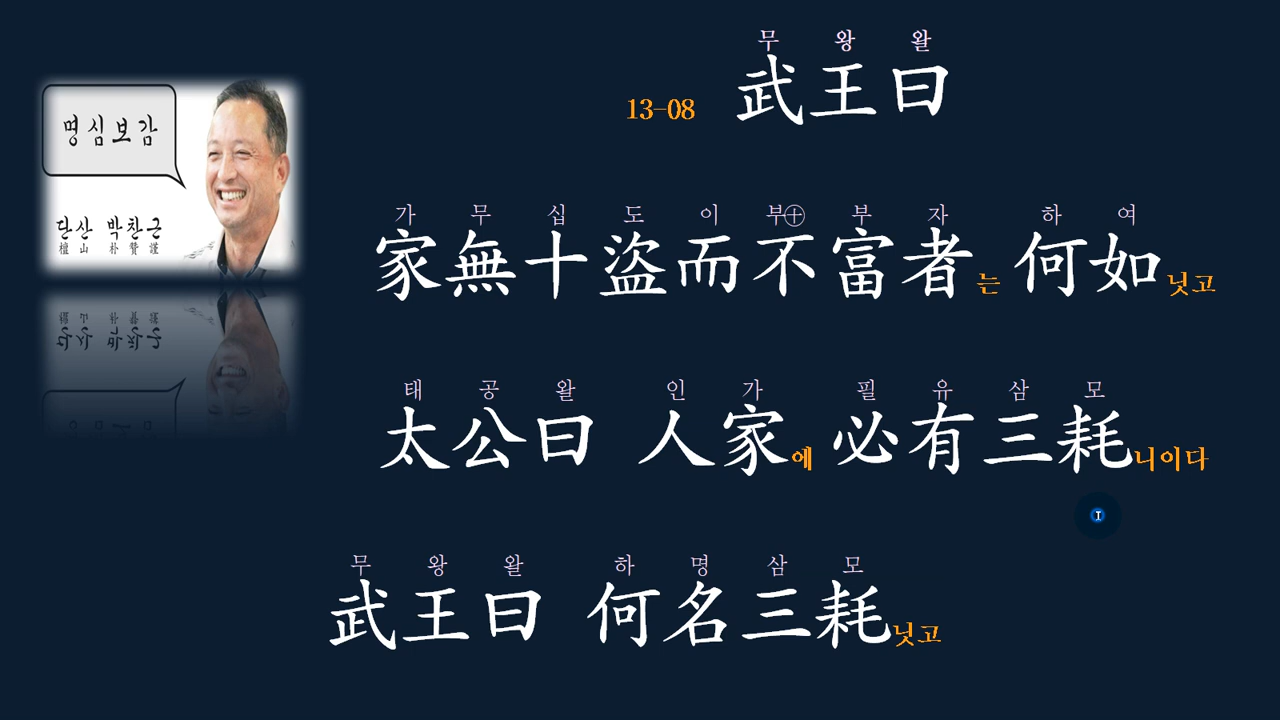 명심보감
단산 박찬근
檀山 朴贊謹
무 왕 왈
13-08 武王曰
가 무 십 도 이 부㊉ 부 자 하 여
家無十盜而不富者는 何如닛고
태 공 왈 인 가 필 유 삼 모
太公曰 人家에 必有三耗니이다
무 왕 왈 하 명 삼 모
武王曰 何名三耗닛고